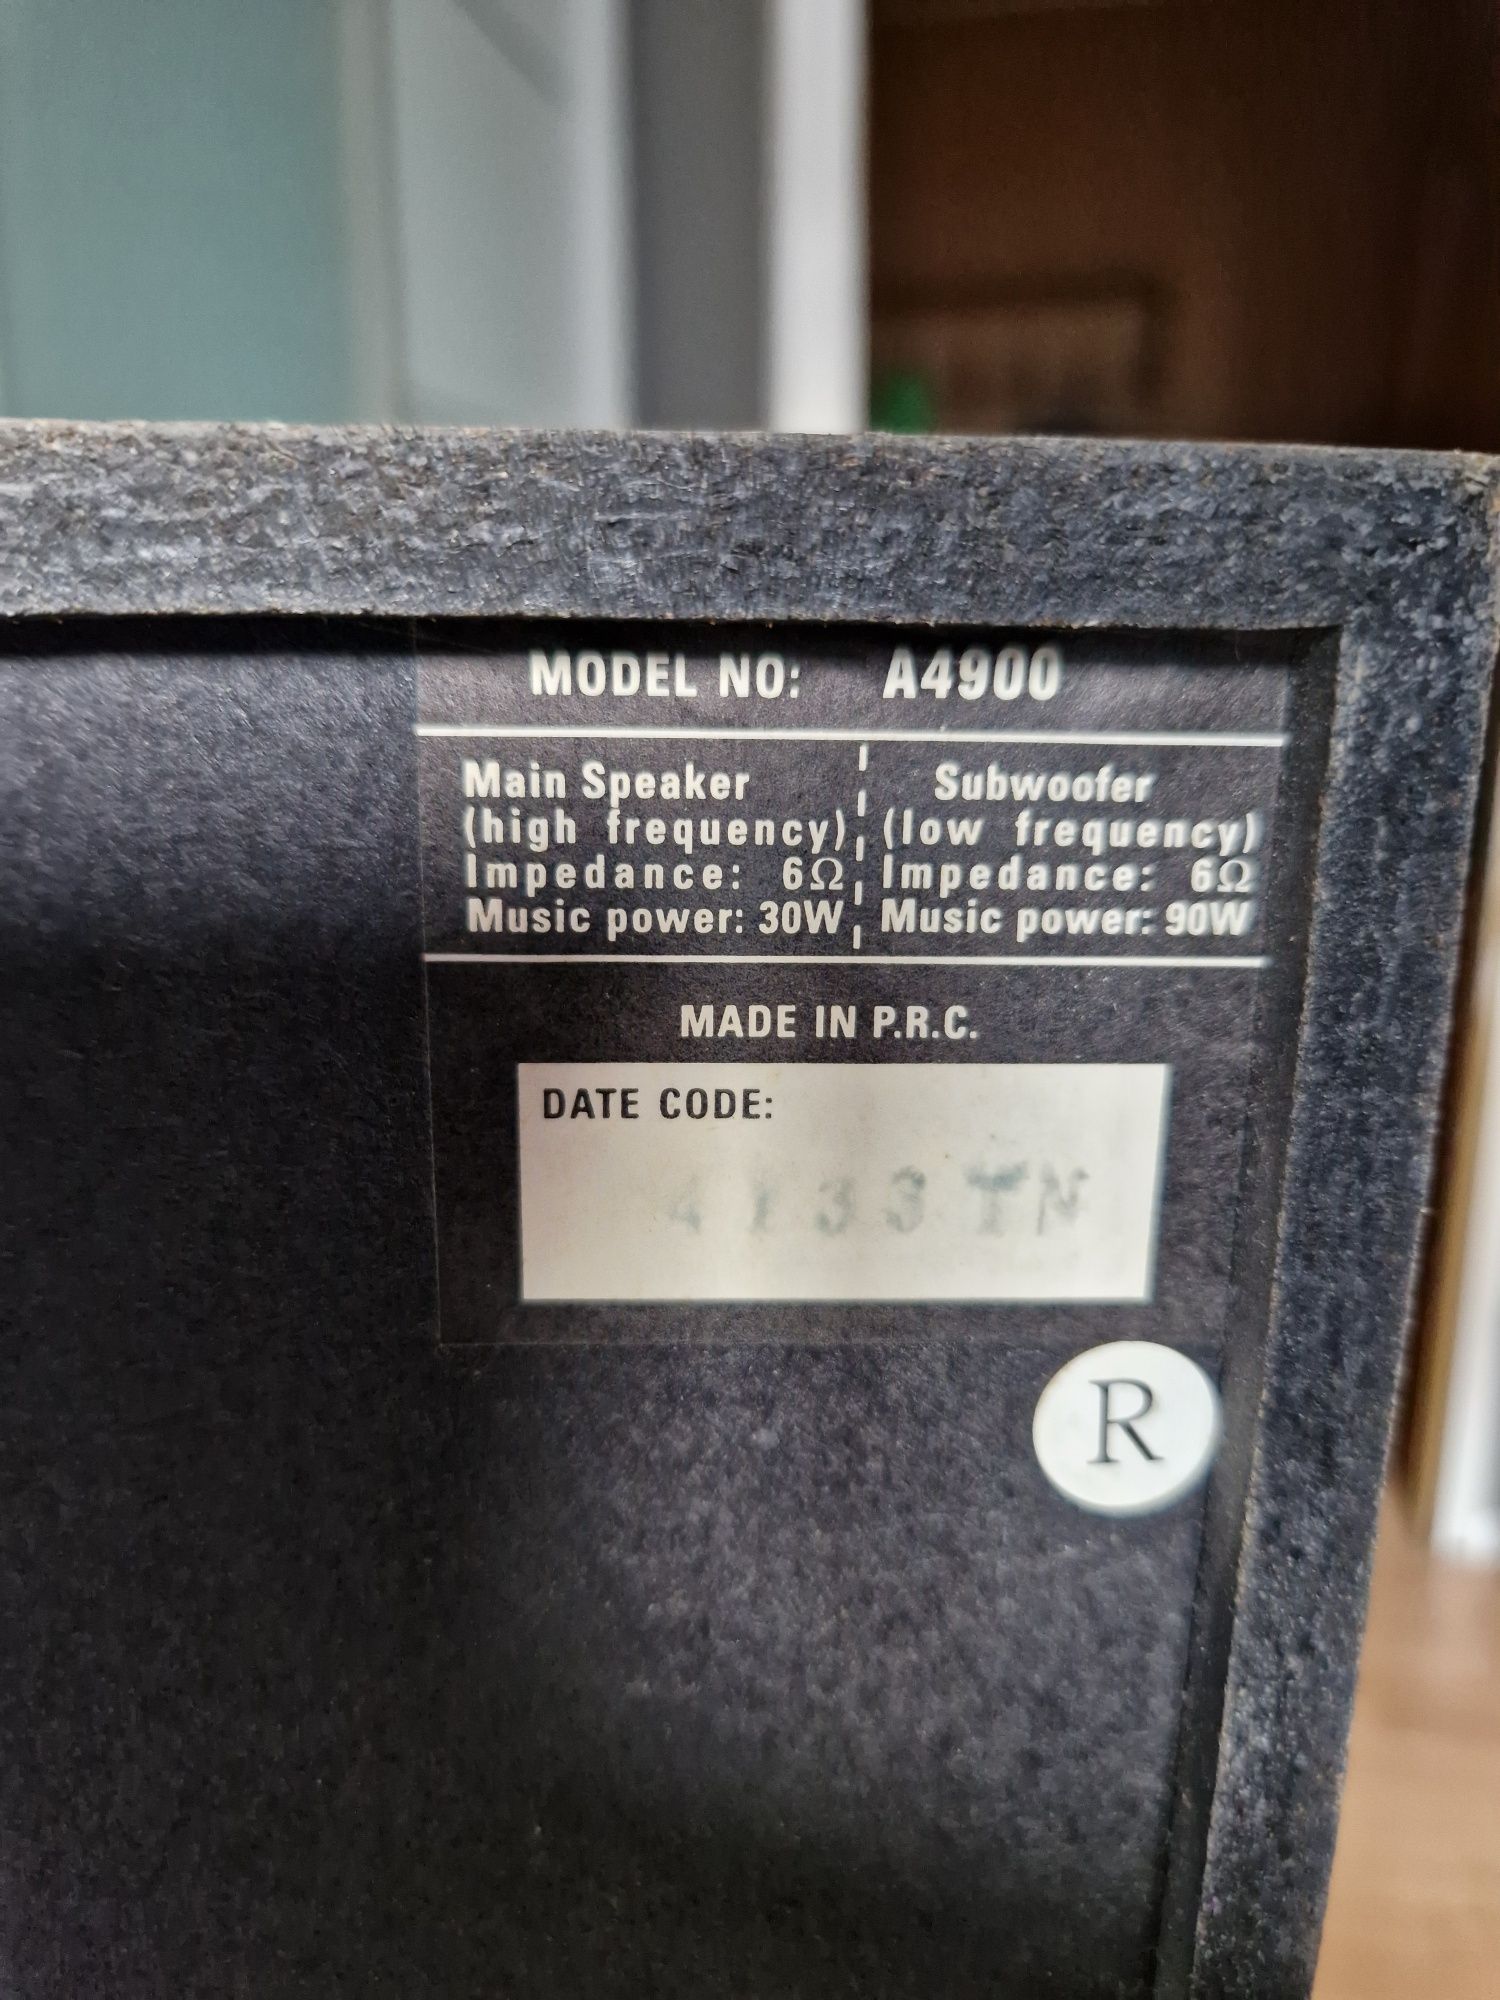 MODEL NO: A4900
Main Speaker
(high frequency)
Impedance: 6Ω
Music power: 30W
Subwoofer
(low frequency)
Impedance: 6Ω
Music power: 90W
MADE IN P.R.C.
DATE CODE:
4133TN
R